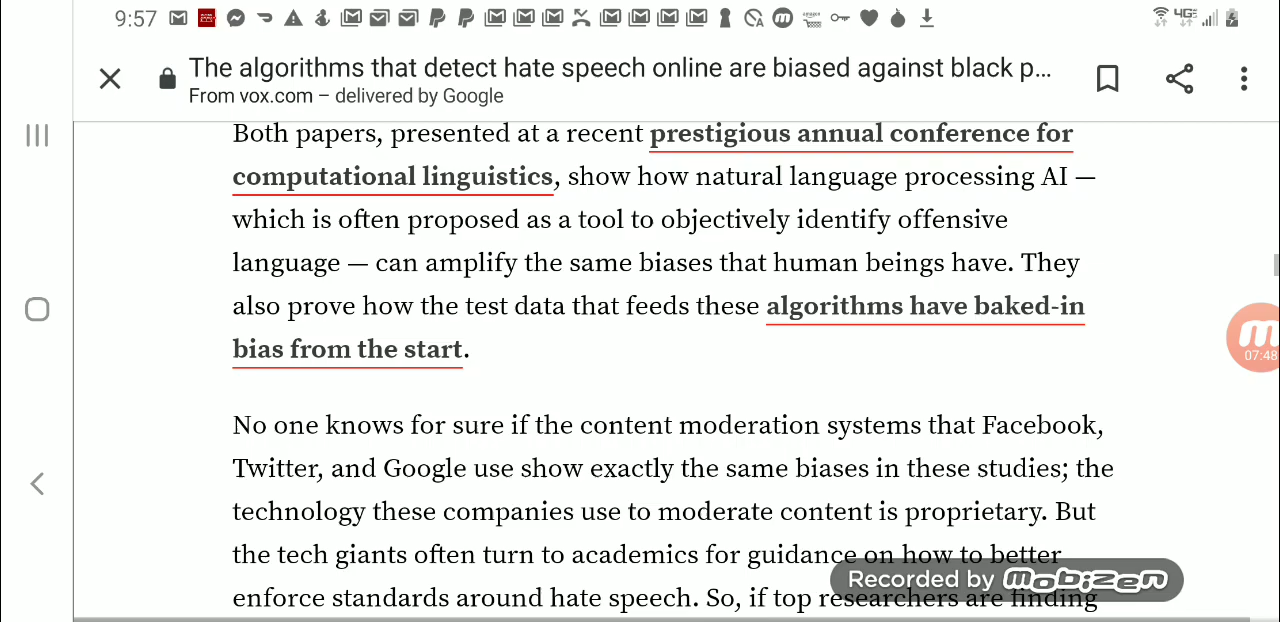 9:57
The algorithms that detect hate speech online are biased against black p...
From vox.com – delivered by Google
Both papers, presented at a recent prestigious annual conference for
computational linguistics, show how natural language processing AI —
which is often proposed as a tool to objectively identify offensive
language — can amplify the same biases that human beings have. They
also prove how the test data that feeds these algorithms have baked-in
bias from the start.
07:48
No one knows for sure if the content moderation systems that Facebook,
Twitter, and Google use show exactly the same biases in these studies; the
technology these companies use to moderate content is proprietary. But
the tech giants often turn to academics for guidance on how to better
Recorded by mobizen
enforce standards around hate speech. So, if top researchers are finding